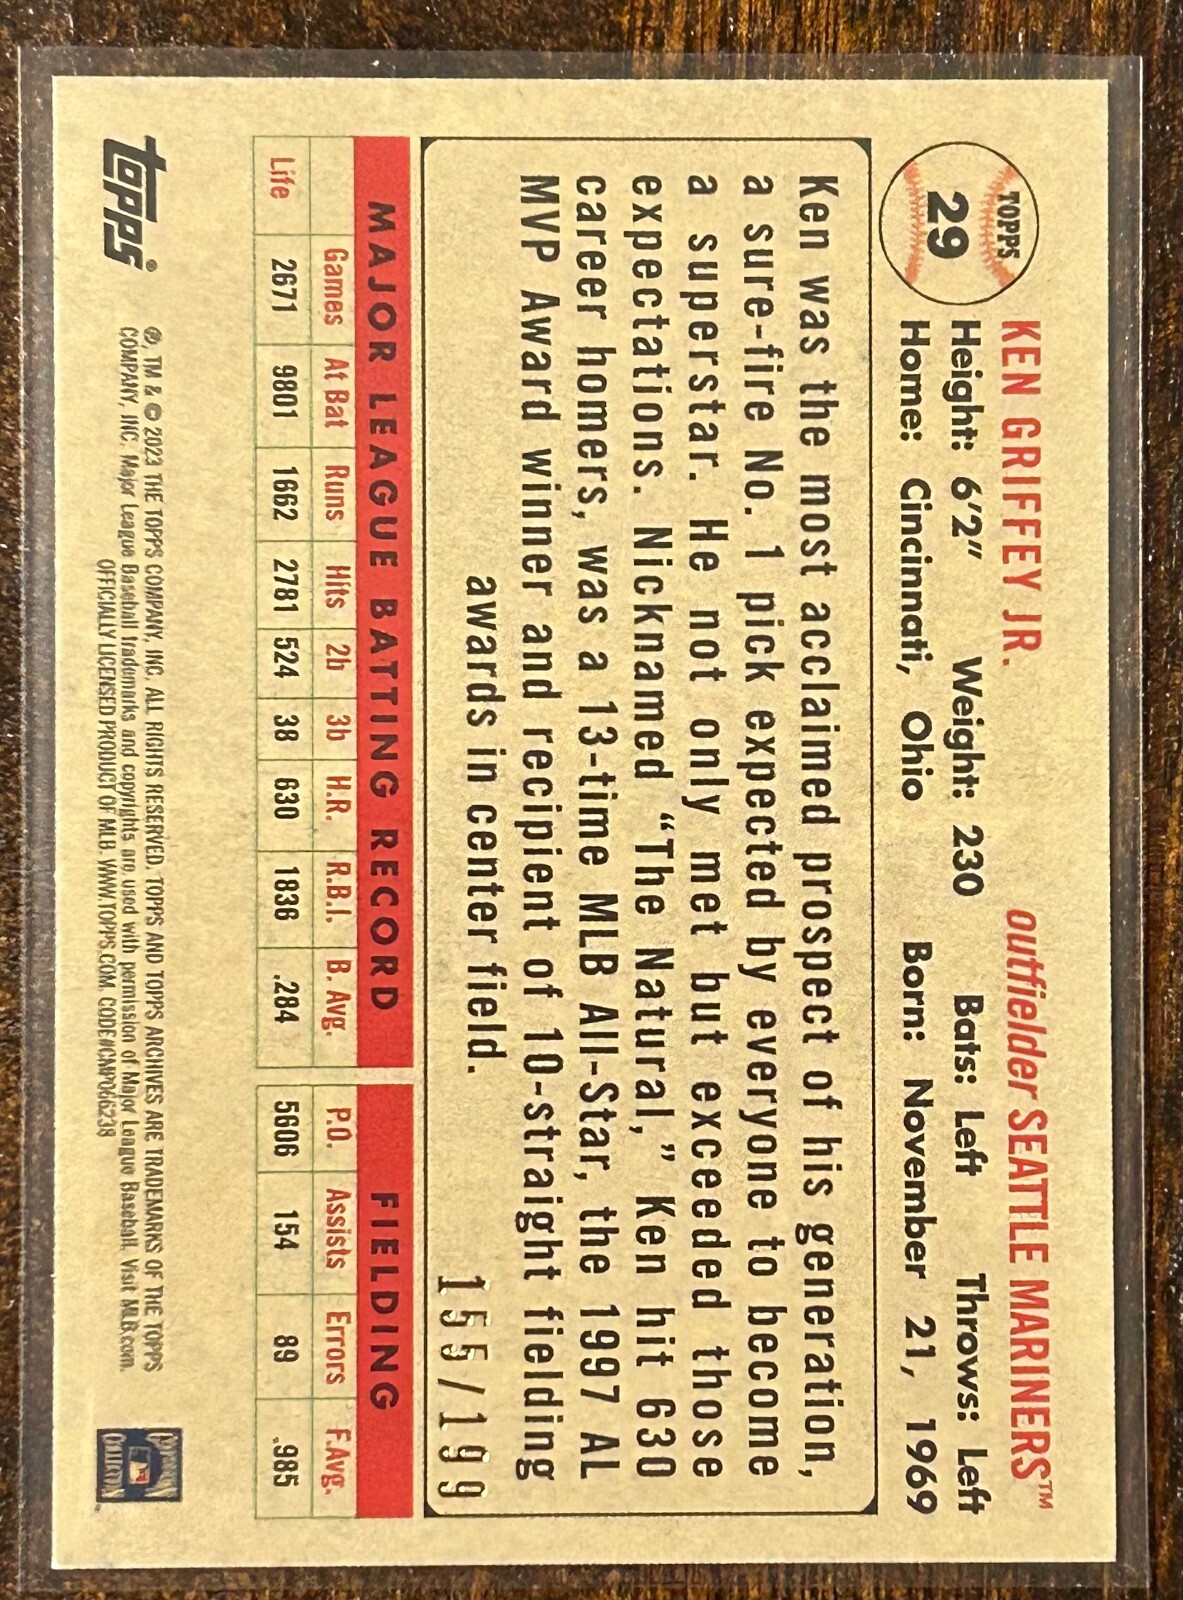 TOPPS
29
KEN GRIFFEY JR. outfielder SEATTLE MARINERS™
Height: 6'2" Weight: 230 Bats: Left Throws: Left
Home: Cincinnati, Ohio Born: November 21, 1969
Ken was the most acclaimed prospect of his generation,
a sure-fire No. 1 pick expected by everyone to become
a superstar. He not only met but exceeded those
expectations. Nicknamed “The Natural,” Ken hit 630
career homers, was a 13-time MLB All-Star, the 1997 AL
MVP Award winner and recipient of 10-straight fielding
awards in center field.
155/199
MAJOR LEAGUE BATTING RECORD FIELDING
Games At Bat Runs Hits 2b 3b H.R. R.B.I. B. Avg. P.O. Assists Errors F.Avg.
Life 2671 9801 1662 2781 524 38 630 1836 .284 5606 154 89 .985
topps®
®, TM & © 2023 THE TOPPS COMPANY, INC. ALL RIGHTS RESERVED. TOPPS AND TOPPS ARCHIVES ARE TRADEMARKS OF THE TOPPS
COMPANY, INC. Major League Baseball trademarks and copyrights are used with permission of Major League Baseball. Visit MLB.com.
OFFICIALLY LICENSED PRODUCT OF MLB. WWW.TOPPS.COM. CODE#CMP066238
COOPERSTOWN
COLLECTION